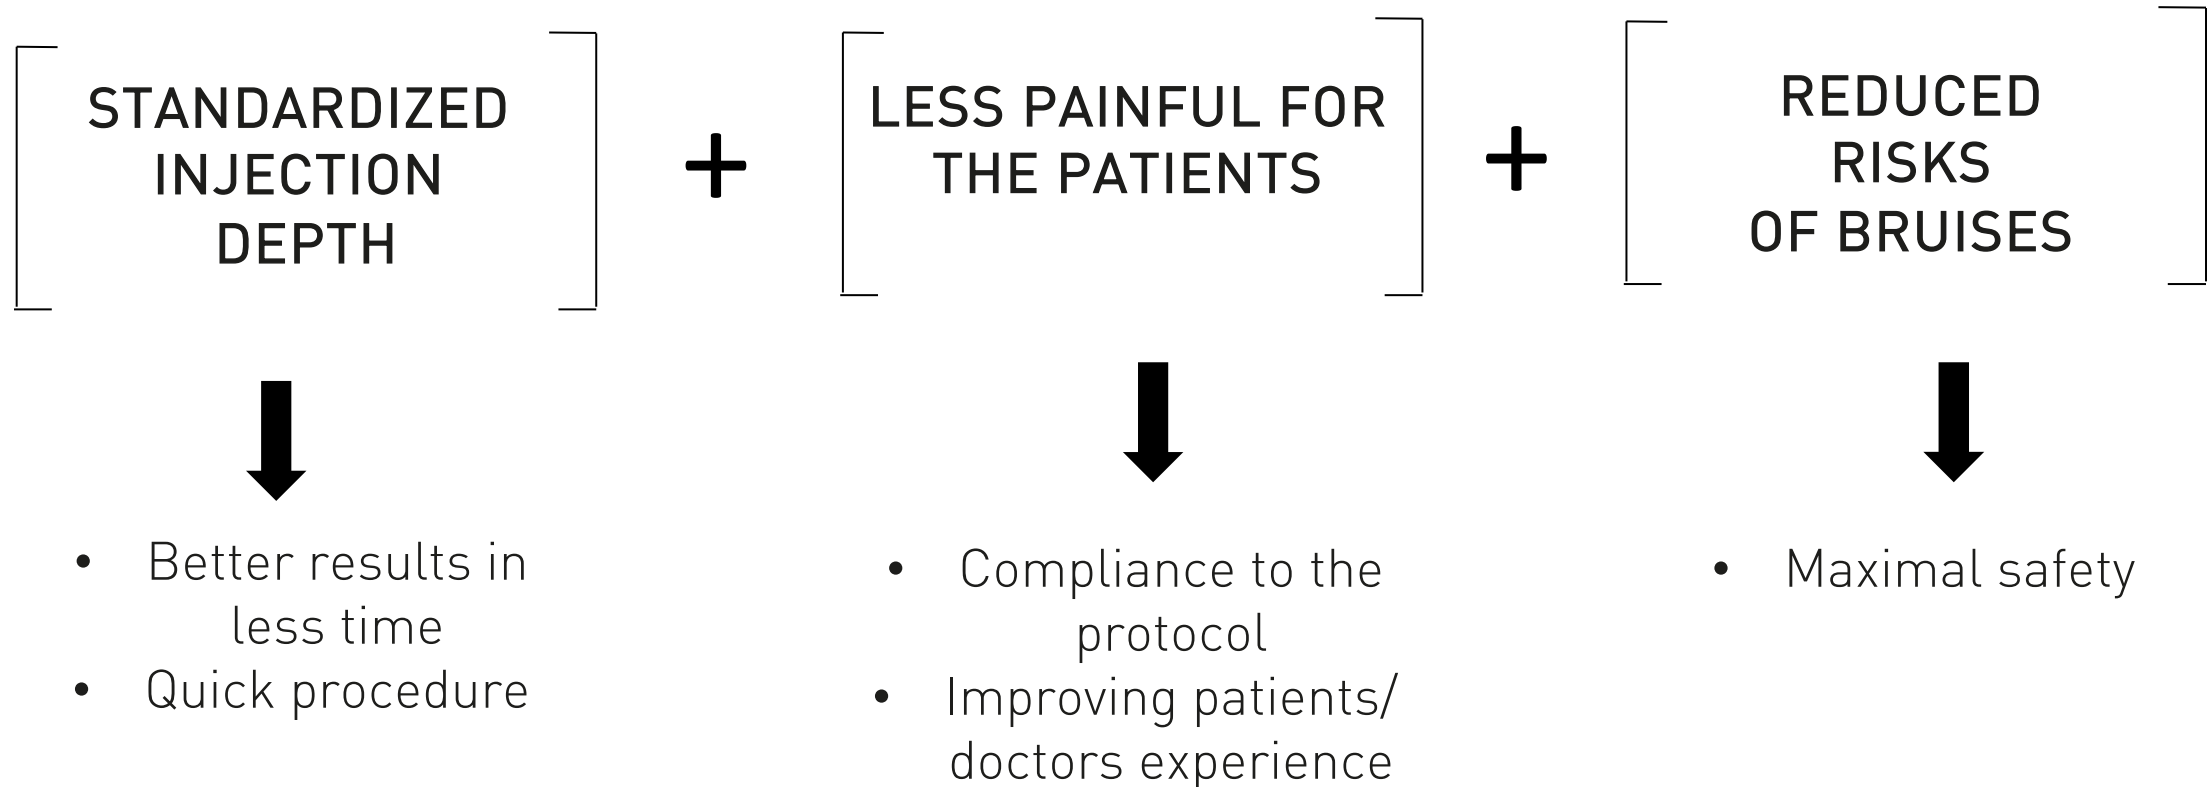 STANDARDIZED
INJECTION
DEPTH
+
LESS PAINFUL FOR
THE PATIENTS
+
REDUCED
RISKS
OF BRUISES
• Better results in
less time
• Quick procedure
• Compliance to the
protocol
• Improving patients/
doctors experience
• Maximal safety